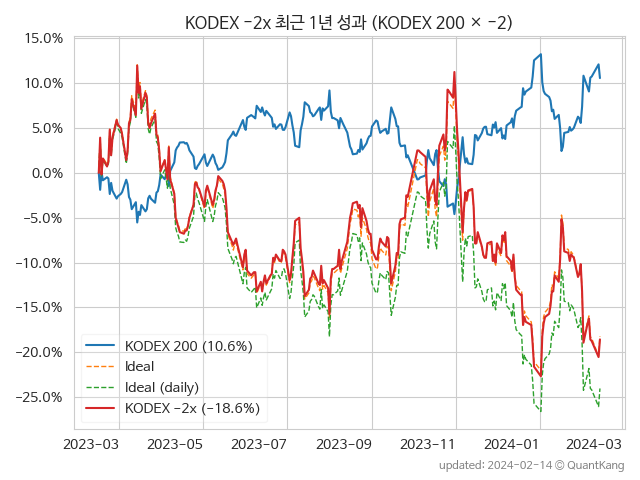 KODEX −2x 최근 1년 성과 (KODEX 200 × −2)
15.0%
10.0%
5.0%
0.0%
−5.0%
−10.0%
−15.0%
−20.0%
−25.0%
KODEX 200 (10.6%)
Ideal
Ideal (daily)
KODEX −2x (−18.6%)
2023-03 2023-05 2023-07 2023-09 2023-11 2024-01 2024-03
updated: 2024-02-14 © QuantKang